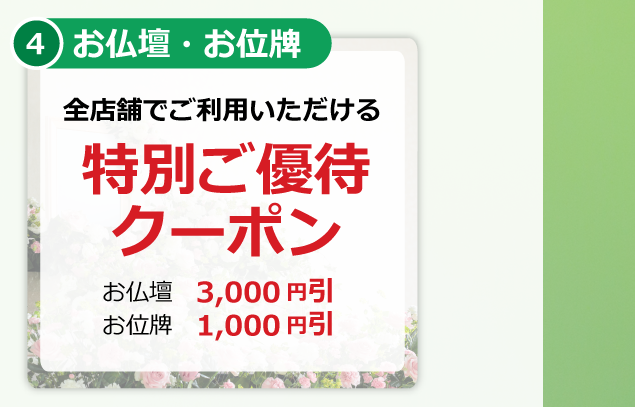 4 お仏壇・お位牌
全店舗でご利用いただける
特別ご優待
クーポン
お仏壇 3,000円引
お位牌 1,000円引